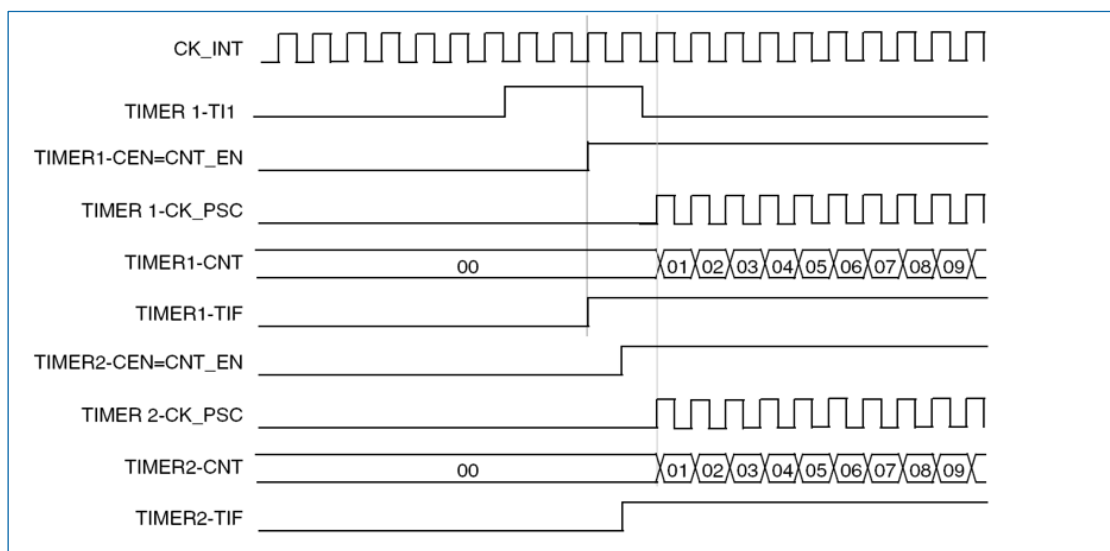 CK_INT
TIMER 1-TI1
TIMER1-CEN=CNT_EN
TIMER 1-CK_PSC
TIMER1-CNT 00 01 02 03 04 05 06 07 08 09
TIMER1-TIF
TIMER2-CEN=CNT_EN
TIMER 2-CK_PSC
TIMER2-CNT 00 01 02 03 04 05 06 07 08 09
TIMER2-TIF